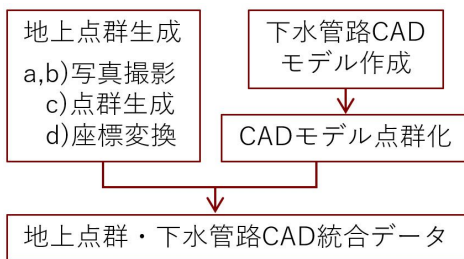 地上点群生成
a,b)写真撮影
c)点群生成
d)座標変換
下水管路CAD
モデル作成
CADモデル点群化
地上点群・下水管路CAD統合データ